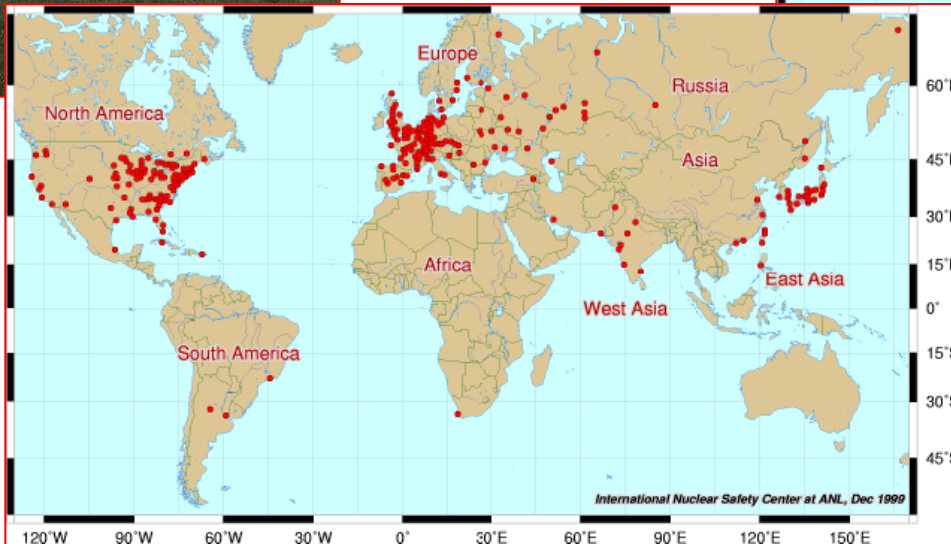 Europe
Russia
North America
Asia
Africa
East Asia
West Asia
South America
60°
45°
30°
15°
0°
15°S
30°S
45°S
International Nuclear Safety Center at ANL, Dec 1999
120°W 90°W 60°W 30°W 0° 30°E 60°E 90°E 120°E 150°E